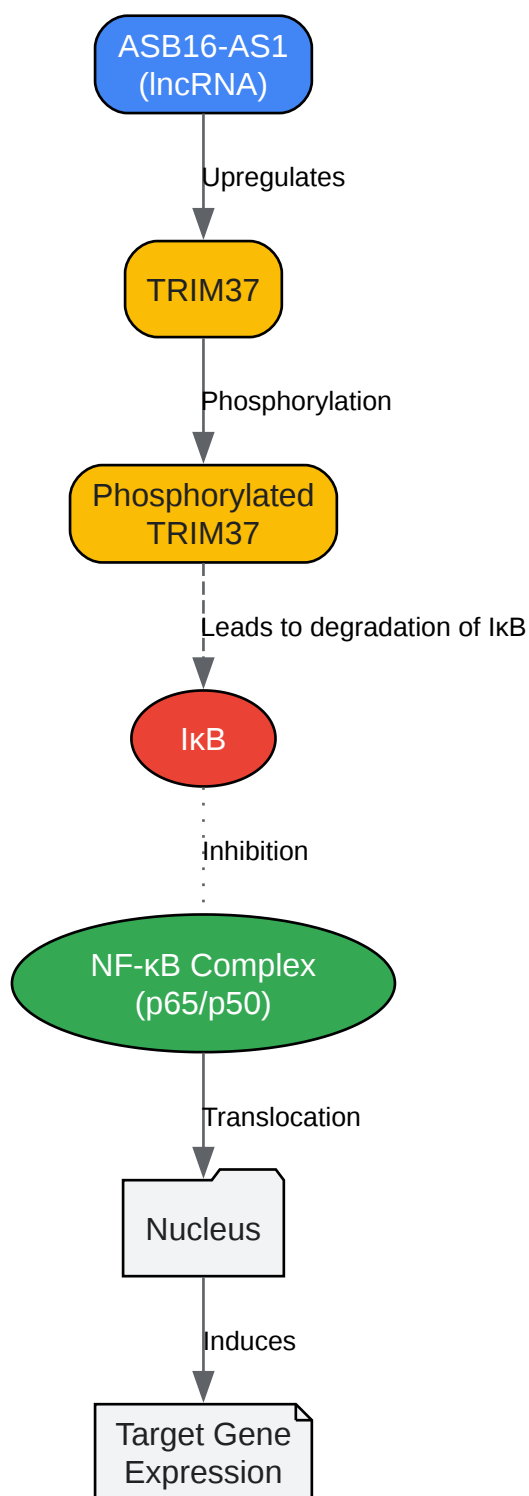 ASB16-AS1
(lncRNA)
Upregulates
TRIM37
Phosphorylation
Phosphorylated
TRIM37
Leads to degradation of IκB
IκB
Inhibition
NF-κB Complex
(p65/p50)
Translocation
Nucleus
Induces
Target Gene
Expression